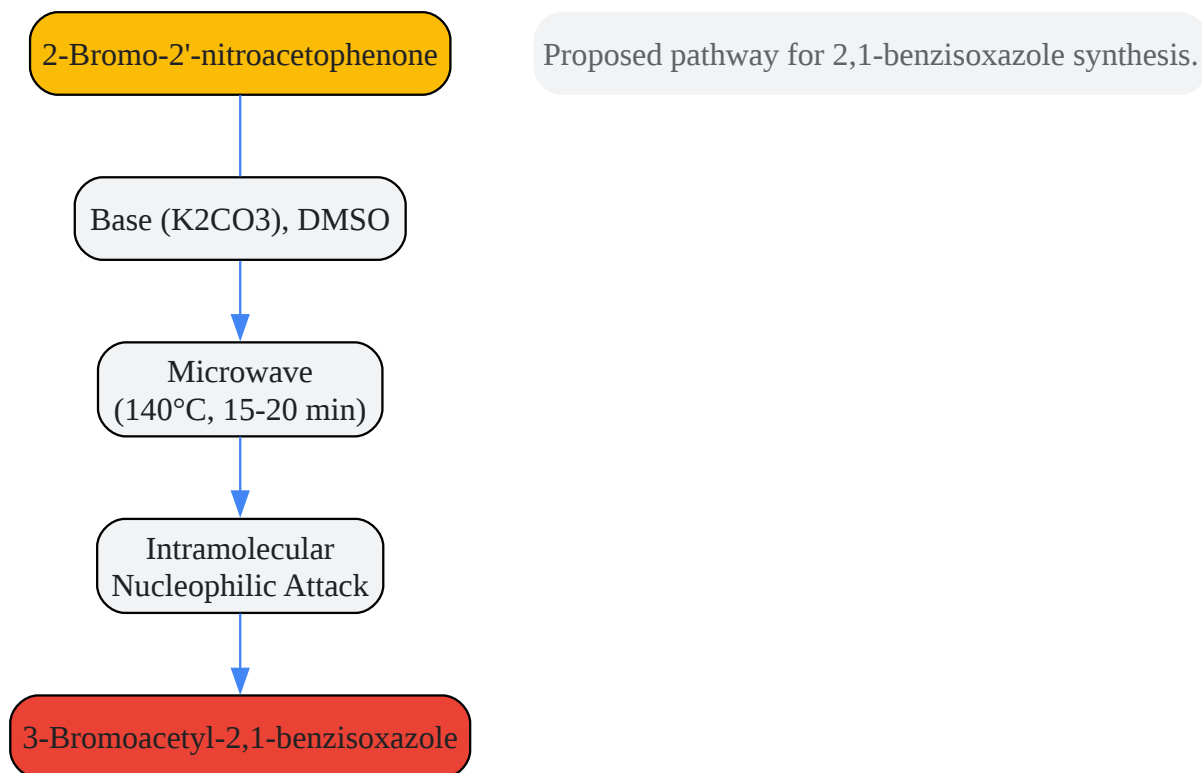 2-Bromo-2'-nitroacetophenone
Proposed pathway for 2,1-benzisoxazole synthesis.
Base (K2CO3), DMSO
Microwave
(140°C, 15-20 min)
Intramolecular
Nucleophilic Attack
3-Bromoacetyl-2,1-benzisoxazole